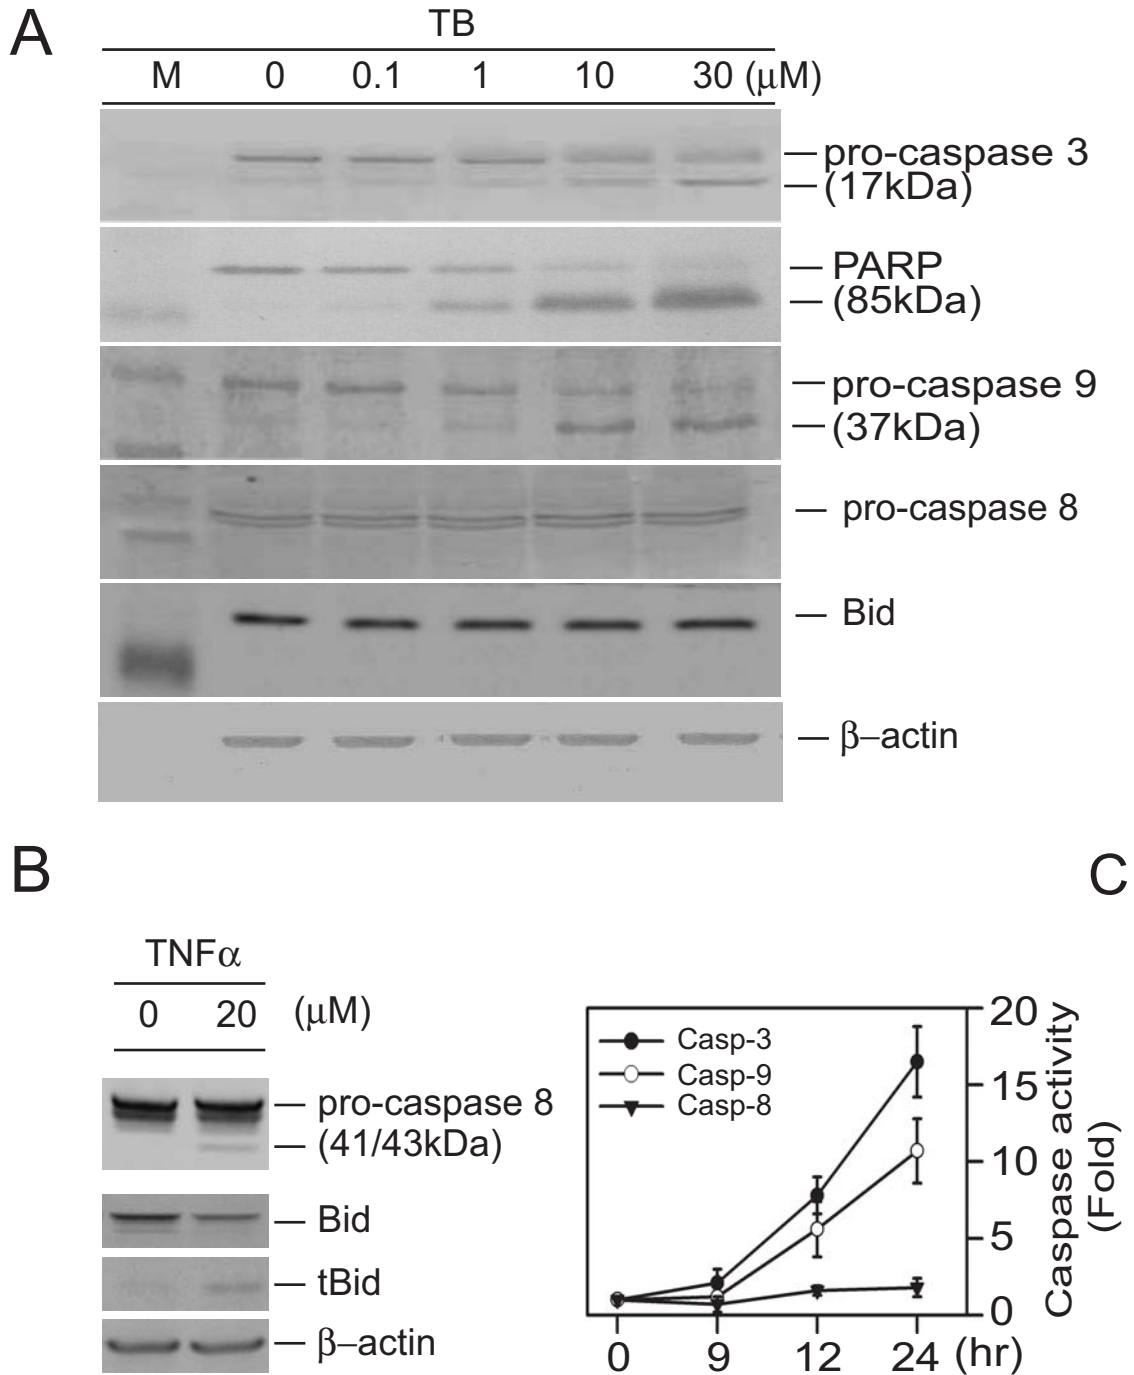 A
TB
M 0 0.1 1 10 30 (μM)
pro-caspase 3
(17kDa)
PARP
(85kDa)
pro-caspase 9
(37kDa)
pro-caspase 8
Bid
β–actin
B
TNFα
0 20 (μM)
pro-caspase 8
(41/43kDa)
Bid
tBid
β–actin
C
Casp-3
Casp-9
Casp-8
20
15
10
5
0
Caspase activity
(Fold)
0 9 12 24 (hr)